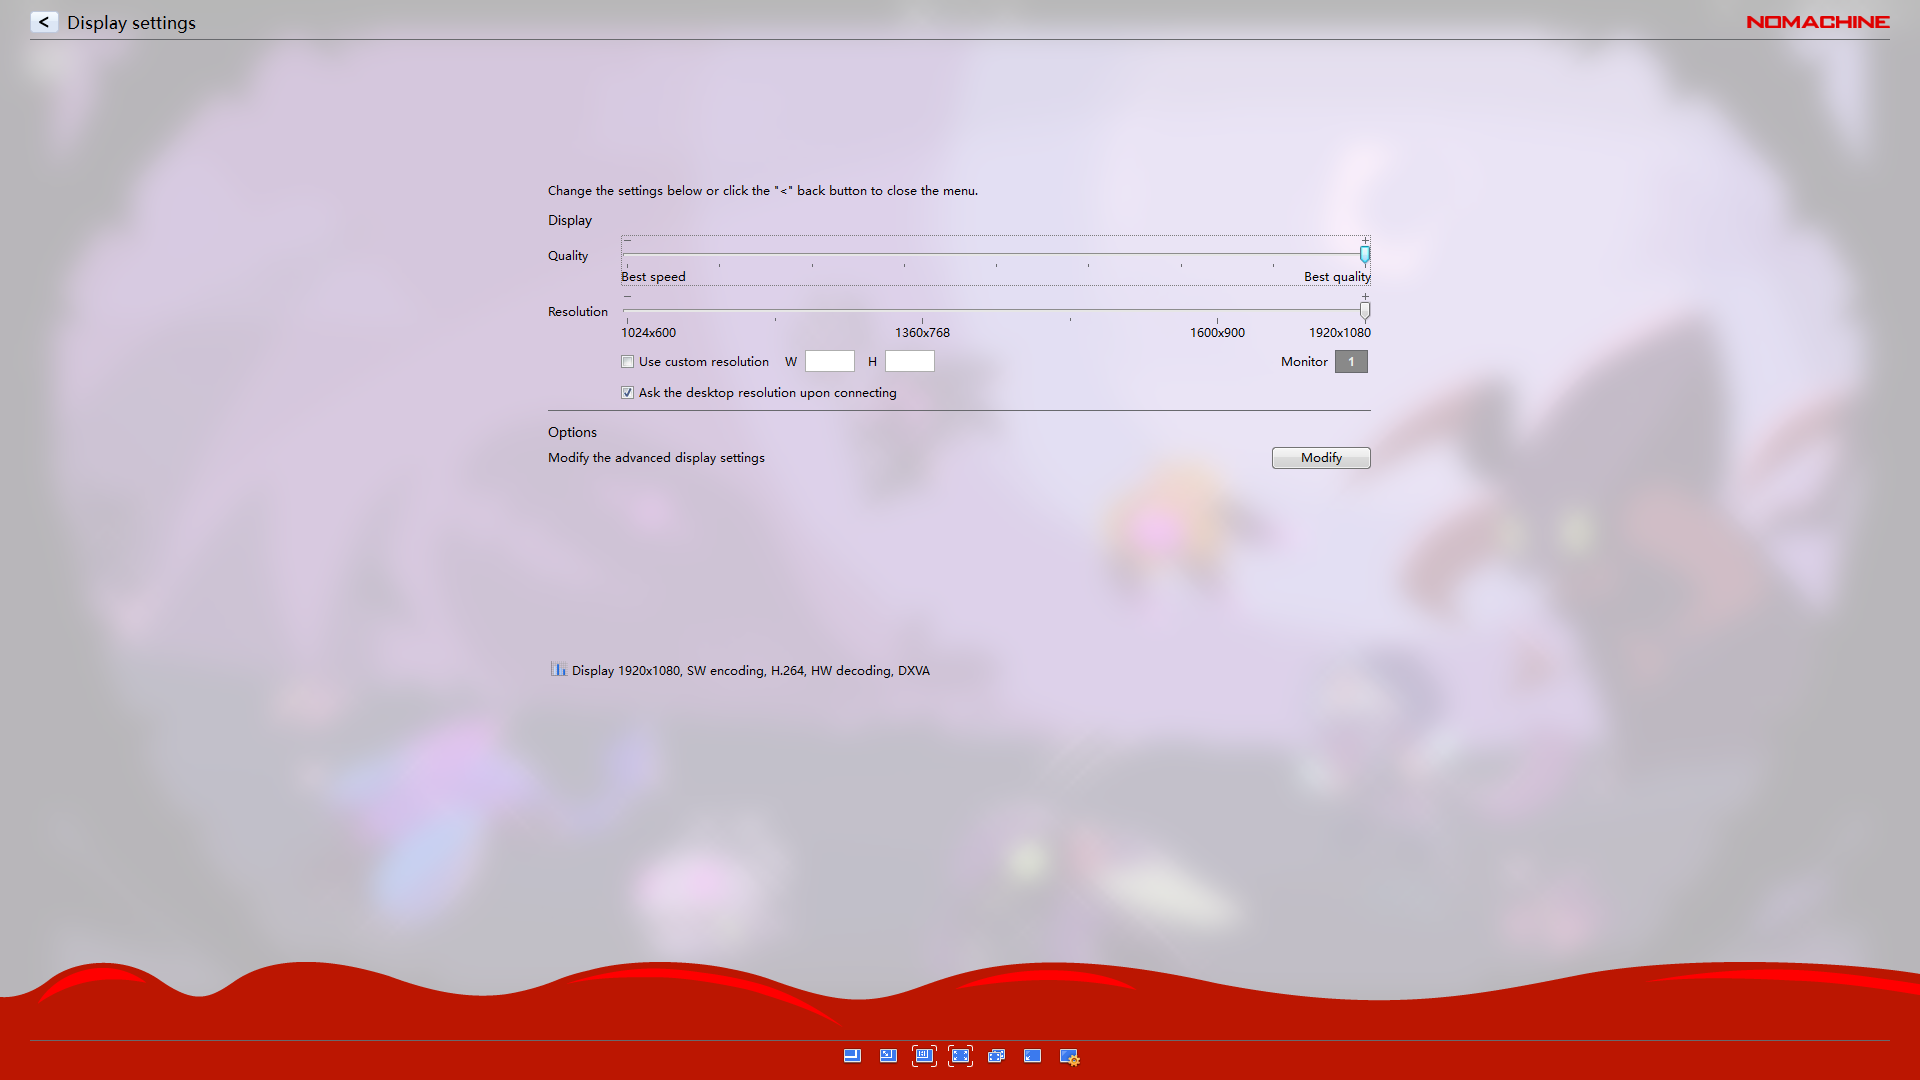 < Display settings
NOMACHINE
Change the settings below or click the "<" back button to close the menu.
Display
− +
Quality
Best speed Best quality
− +
Resolution
1024x600 1360x768 1600x900 1920x1080
Use custom resolution W H Monitor 1
Ask the desktop resolution upon connecting
Options
Modify the advanced display settings Modify
Display 1920x1080, SW encoding, H.264, HW decoding, DXVA